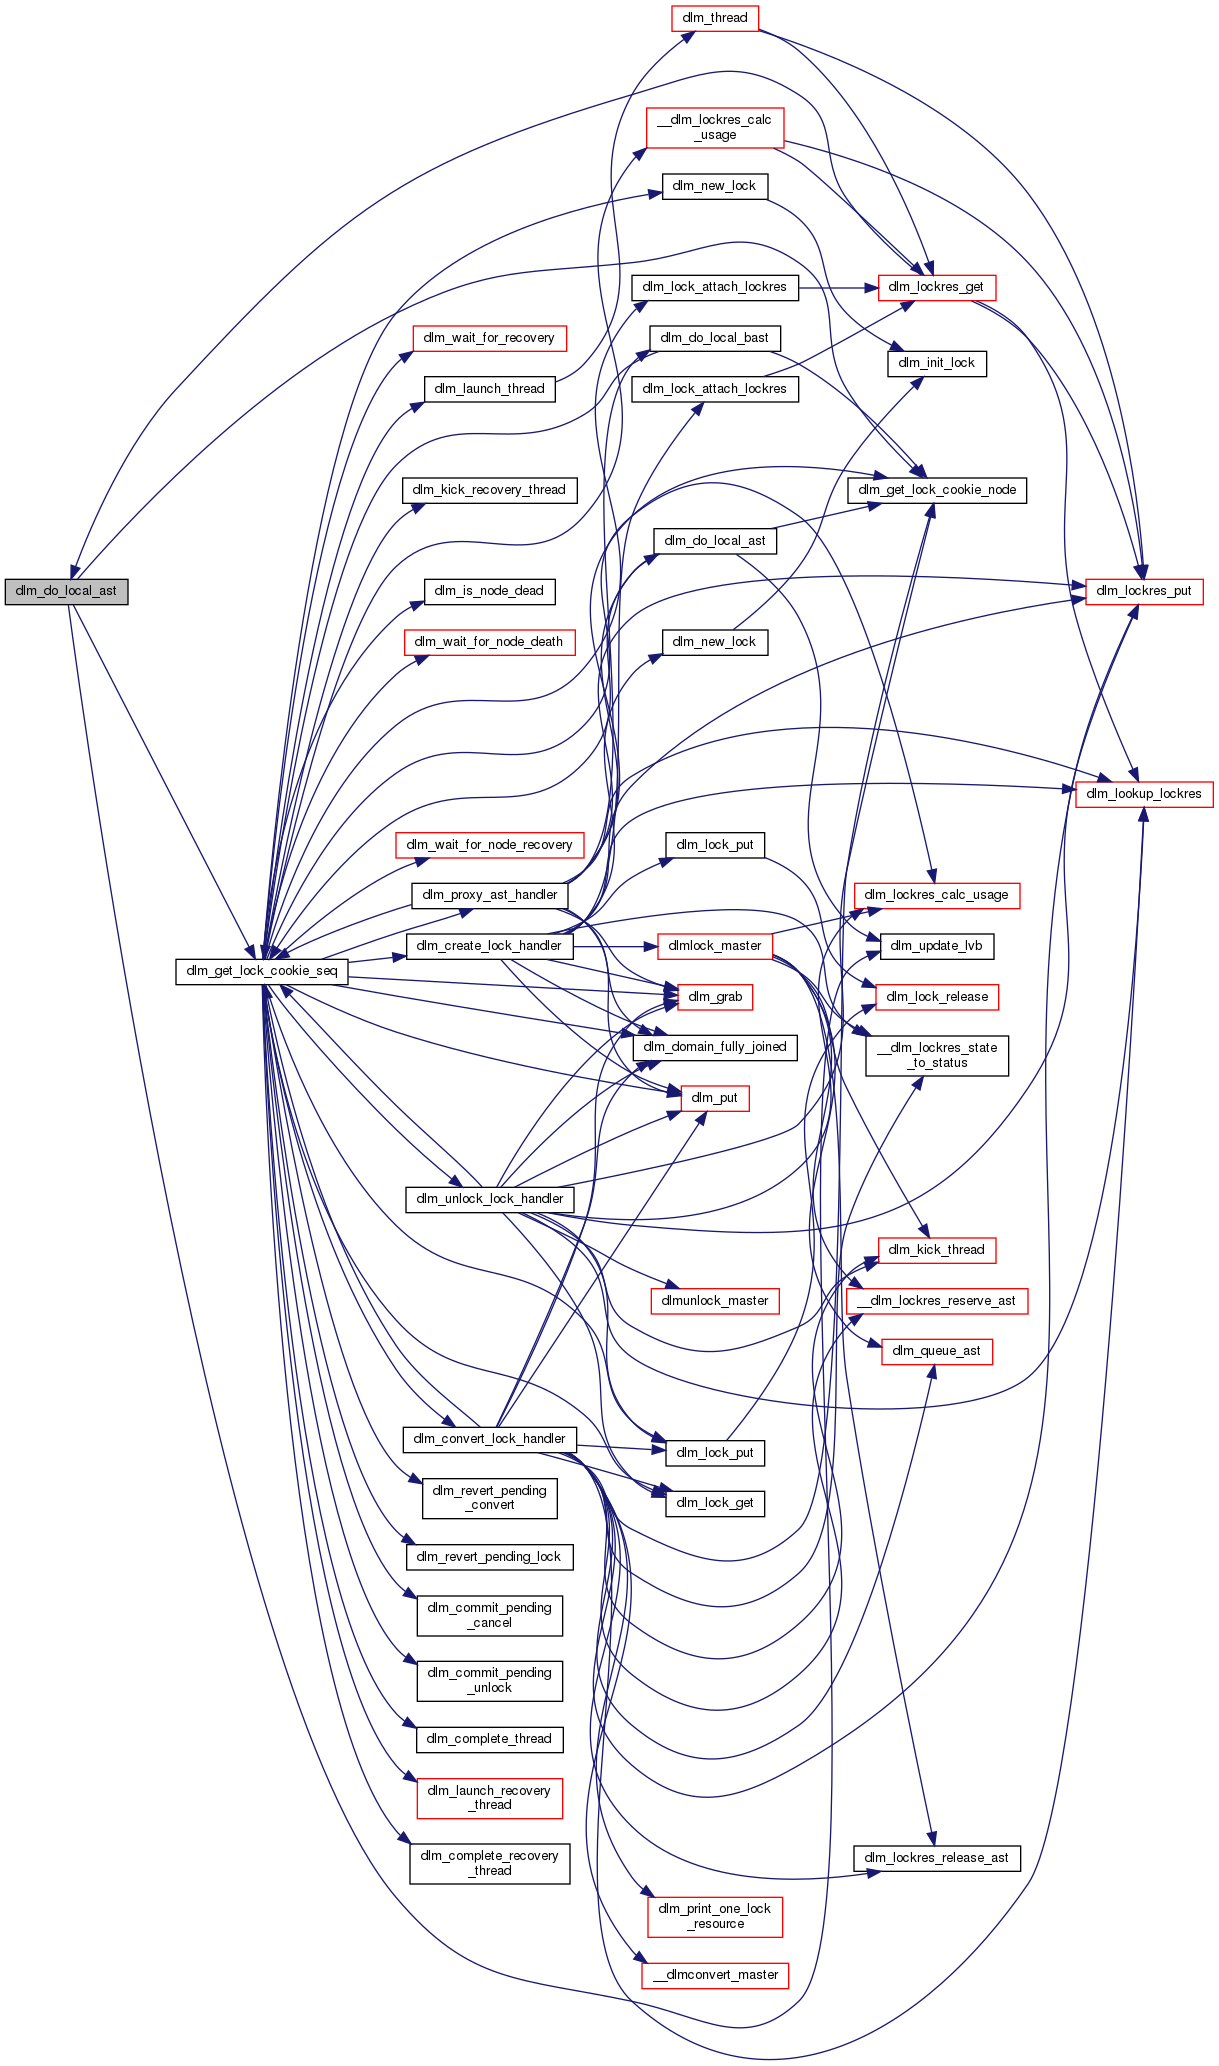 dlm_thread
__dlm_lockres_calc
_usage
dlm_new_lock
dlm_lock_attach_lockres
dlm_lockres_get
dlm_wait_for_recovery
dlm_do_local_bast
dlm_init_lock
dlm_launch_thread
dlm_lock_attach_lockres
dlm_kick_recovery_thread
dlm_get_lock_cookie_node
dlm_do_local_ast
dlm_do_local_ast
dlm_is_node_dead
dlm_lockres_put
dlm_wait_for_node_death
dlm_new_lock
dlm_lookup_lockres
dlm_wait_for_node_recovery
dlm_lock_put
dlm_proxy_ast_handler
dlm_lockres_calc_usage
dlm_create_lock_handler
dlmlock_master
dlm_update_lvb
dlm_get_lock_cookie_seq
dlm_grab
dlm_lock_release
dlm_domain_fully_joined
__dlm_lockres_state
_to_status
dlm_put
dlm_unlock_lock_handler
dlm_kick_thread
dlmunlock_master
__dlm_lockres_reserve_ast
dlm_queue_ast
dlm_convert_lock_handler
dlm_lock_put
dlm_revert_pending
_convert
dlm_lock_get
dlm_revert_pending_lock
dlm_commit_pending
_cancel
dlm_commit_pending
_unlock
dlm_complete_thread
dlm_launch_recovery
_thread
dlm_complete_recovery
_thread
dlm_lockres_release_ast
dlm_print_one_lock
_resource
__dlmconvert_master